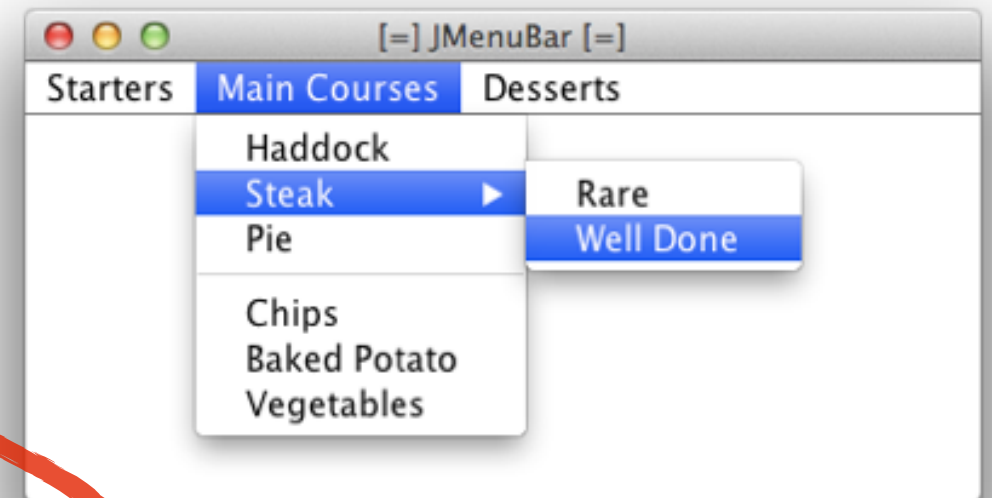 [=] JMenuBar [=]
Starters Main Courses Desserts
Haddock
Steak
Pie
Chips
Baked Potato
Vegetables
Rare
Well Done